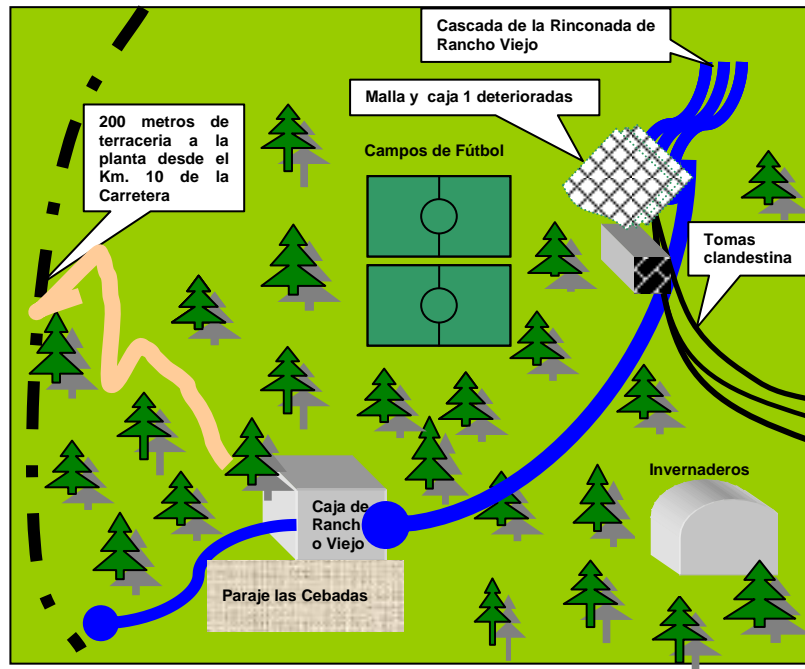 Cascada de la Rinconada de
Rancho Viejo
Malla y caja 1 deterioradas
200 metros de
terraceria a la
planta desde el
Km. 10 de la
Carretera
Campos de Fútbol
Tomas
clandestina
Invernaderos
Caja de
Ranch
o Viejo
Paraje las Cebadas